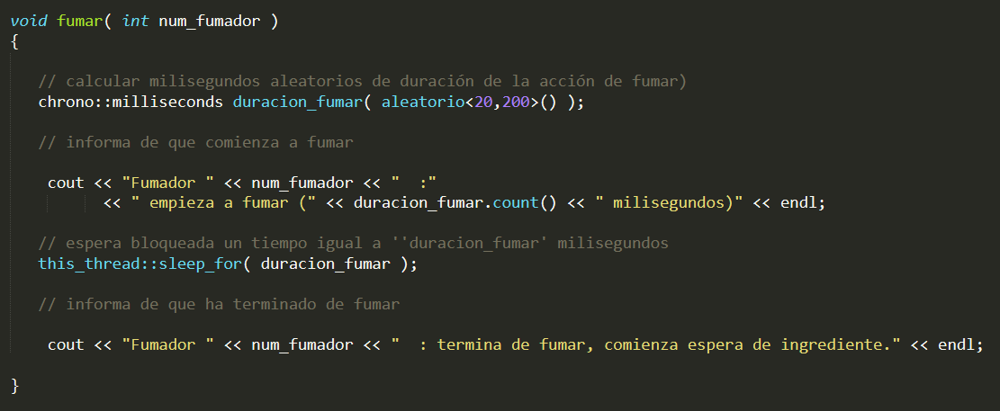 void fumar( int num_fumador )
{
// calcular milisegundos aleatorios de duración de la acción de fumar)
chrono::milliseconds duracion_fumar( aleatorio<20,200>() );
// informa de que comienza a fumar
cout << "Fumador " << num_fumador << "  :"
<< " empieza a fumar (" << duracion_fumar.count() << " milisegundos)" << endl;
// espera bloqueada un tiempo igual a ''duracion_fumar' milisegundos
this_thread::sleep_for( duracion_fumar );
// informa de que ha terminado de fumar
cout << "Fumador " << num_fumador << "  : termina de fumar, comienza espera de ingrediente." << endl;
}